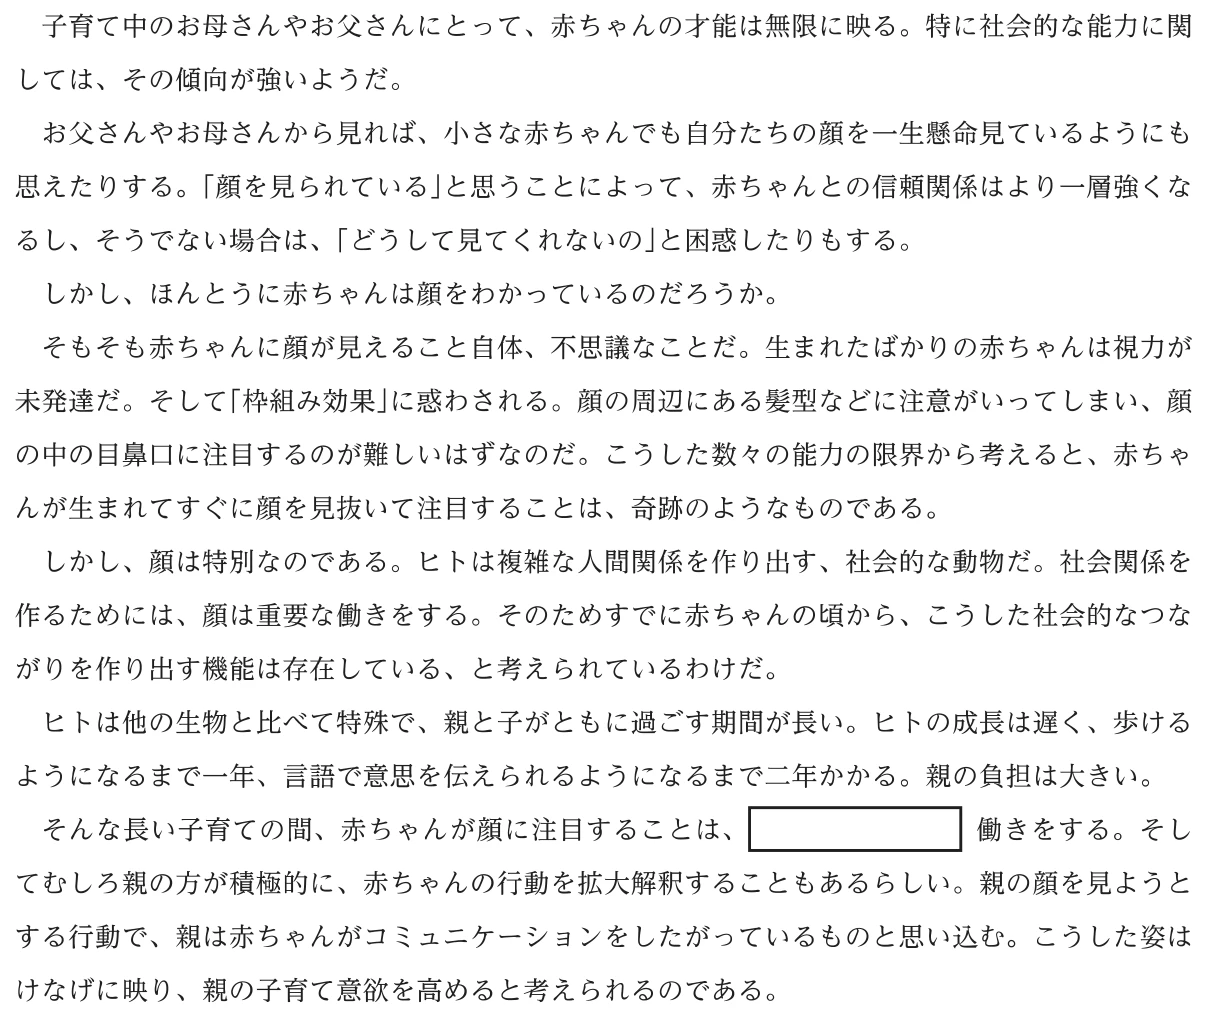 子育て中のお母さんやお父さんにとって、赤ちゃんの才能は無限に映る。特に社会的な能力に関
しては、その傾向が強いようだ。
　お父さんやお母さんから見れば、小さな赤ちゃんでも自分たちの顔を一生懸命見ているようにも
思えたりする。「顔を見られている」と思うことによって、赤ちゃんとの信頼関係はより一層強くな
るし、そうでない場合は、「どうして見てくれないの」と困惑したりもする。
　しかし、ほんとうに赤ちゃんは顔をわかっているのだろうか。
　そもそも赤ちゃんに顔が見えること自体、不思議なことだ。生まれたばかりの赤ちゃんは視力が
未発達だ。そして「枠組み効果」に惑わされる。顔の周辺にある髪型などに注意がいってしまい、顔
の中の目鼻口に注目するのが難しいはずなのだ。こうした数々の能力の限界から考えると、赤ちゃ
んが生まれてすぐに顔を見抜いて注目することは、奇跡のようなものである。
　しかし、顔は特別なのである。ヒトは複雑な人間関係を作り出す、社会的な動物だ。社会関係を
作るためには、顔は重要な働きをする。そのためすでに赤ちゃんの頃から、こうした社会的なつな
がりを作り出す機能は存在している、と考えられているわけだ。
　ヒトは他の生物と比べて特殊で、親と子がともに過ごす期間が長い。ヒトの成長は遅く、歩ける
ようになるまで一年、言語で意思を伝えられるようになるまで二年かかる。親の負担は大きい。
　そんな長い子育ての間、赤ちゃんが顔に注目することは、　働きをする。そし
てむしろ親の方が積極的に、赤ちゃんの行動を拡大解釈することもあるらしい。親の顔を見ようと
する行動で、親は赤ちゃんがコミュニケーションをしたがっているものと思い込む。こうした姿は
けなげに映り、親の子育て意欲を高めると考えられるのである。